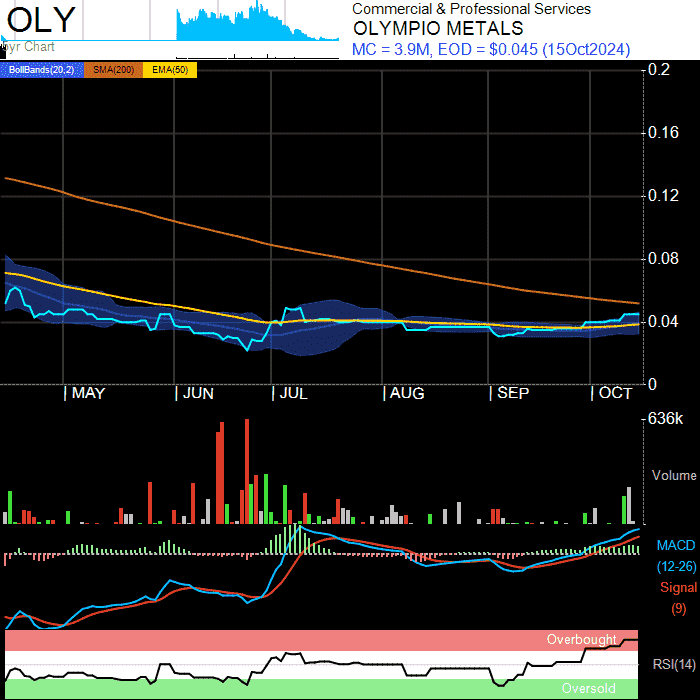 OLY
Commercial & Professional Services
OLYMPIO METALS
MC = 3.9M, EOD = $0.045 (15Oct2024)
5yr Chart
BollBands(20,2) SMA(200) EMA(50)
0.2
0.16
0.12
0.08
0.04
0
MAY JUN JUL AUG SEP OCT
636k
Volume
MACD
(12-26)
Signal
(9)
Overbought
RSI(14)
Oversold